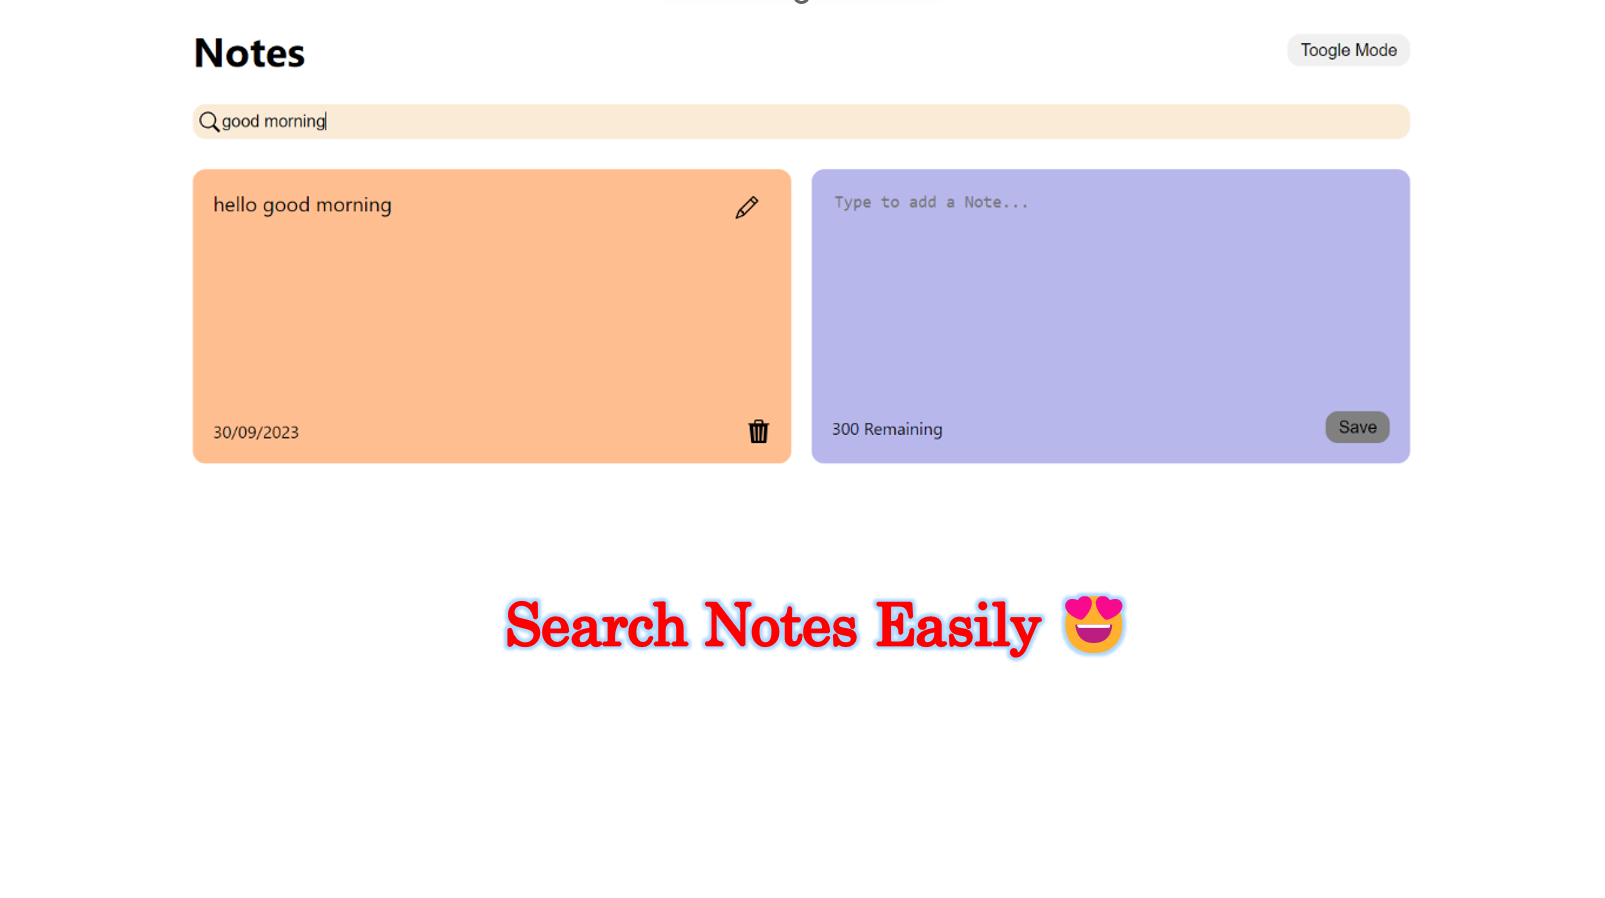 Notes
Toogle Mode
good morning
hello good morning
30/09/2023
Type to add a Note...
300 Remaining
Save
Search Notes Easily 😍